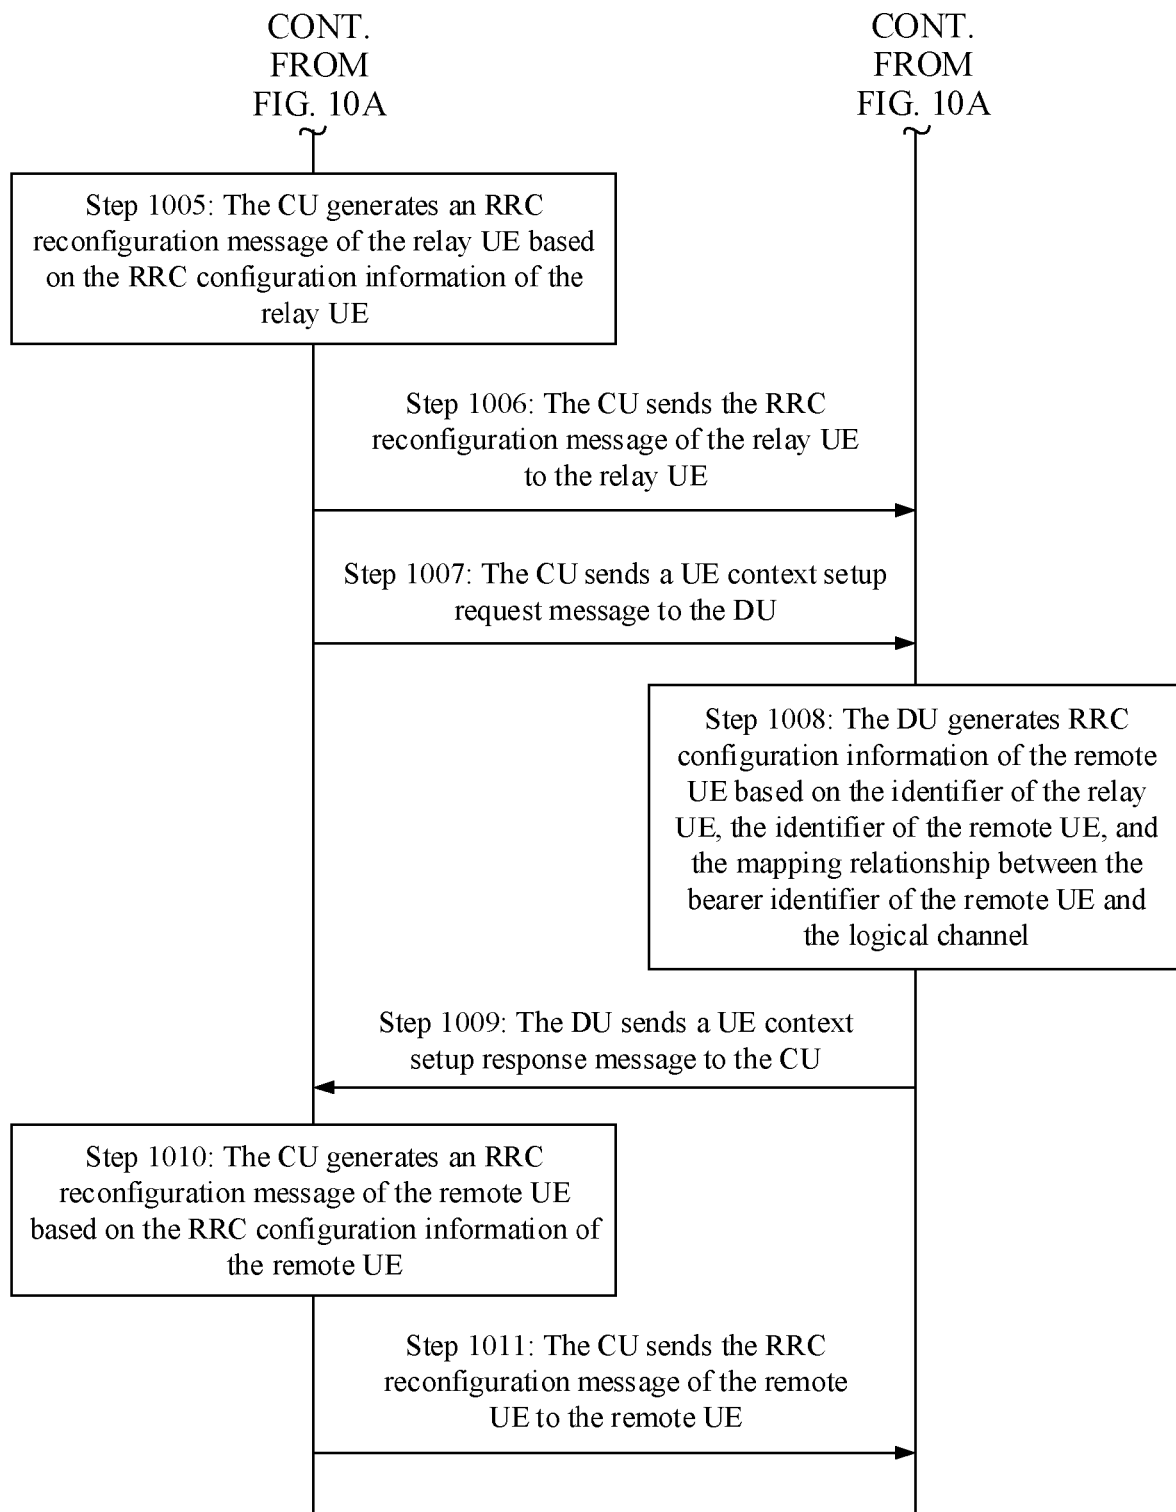 CONT.
FROM
FIG. 10A
CONT.
FROM
FIG. 10A
Step 1005: The CU generates an RRC
reconfiguration message of the relay UE based
on the RRC configuration information of the
relay UE
Step 1006: The CU sends the RRC
reconfiguration message of the relay UE
to the relay UE
Step 1007: The CU sends a UE context setup
request message to the DU
Step 1008: The DU generates RRC
configuration information of the remote
UE based on the identifier of the relay
UE, the identifier of the remote UE, and
the mapping relationship between the
bearer identifier of the remote UE and
the logical channel
Step 1009: The DU sends a UE context
setup response message to the CU
Step 1010: The CU generates an RRC
reconfiguration message of the remote UE
based on the RRC configuration information of
the remote UE
Step 1011: The CU sends the RRC
reconfiguration message of the remote
UE to the remote UE